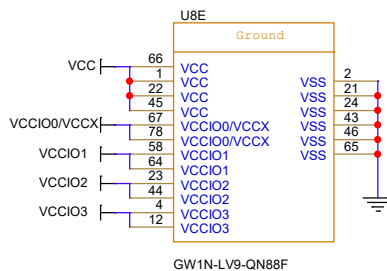 U8E
Ground
VCC 66 VCC VSS 2
1 VCC VSS 21
22 VCC VSS 24
45 VCC VSS 43
VCCIO0/VCCX 67 VCCIO0/VCCX VSS 46
78 VCCIO0/VCCX VSS 65
VCCIO1 58 VCCIO1
64 VCCIO1
VCCIO2 23 VCCIO2
44 VCCIO2
VCCIO3 4 VCCIO3
12 VCCIO3
GW1N-LV9-QN88F